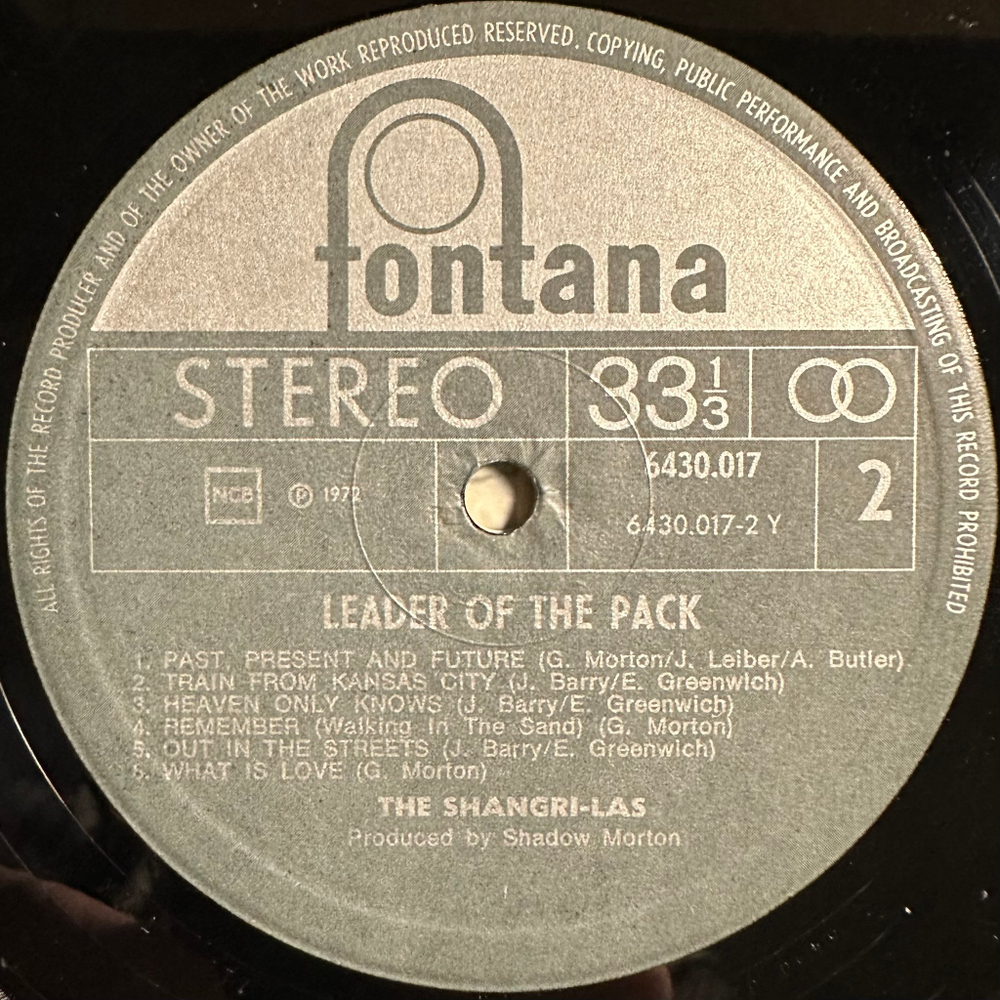 ALL RIGHTS OF THE RECORD PRODUCER AND OF THE OWNER OF THE WORK REPRODUCED RESERVED. COPYING, PUBLIC PERFORMANCE AND BROADCASTING OF THIS RECORD PROHIBITED
fontana
STEREO 33 1/3
NCB ℗ 1972 6430.017 2
6430.017-2 Y
LEADER OF THE PACK
1. PAST, PRESENT AND FUTURE (G. Morton/J. Leiber/A. Butler).
2. TRAIN FROM KANSAS CITY (J. Barry/E. Greenwich)
3. HEAVEN ONLY KNOWS (J. Barry/E. Greenwich)
4. REMEMBER (Walking In The Sand) (G. Morton)
5. OUT IN THE STREETS (J. Barry/E. Greenwich)
6. WHAT IS LOVE (G. Morton)
THE SHANGRI-LAS
Produced by Shadow Morton